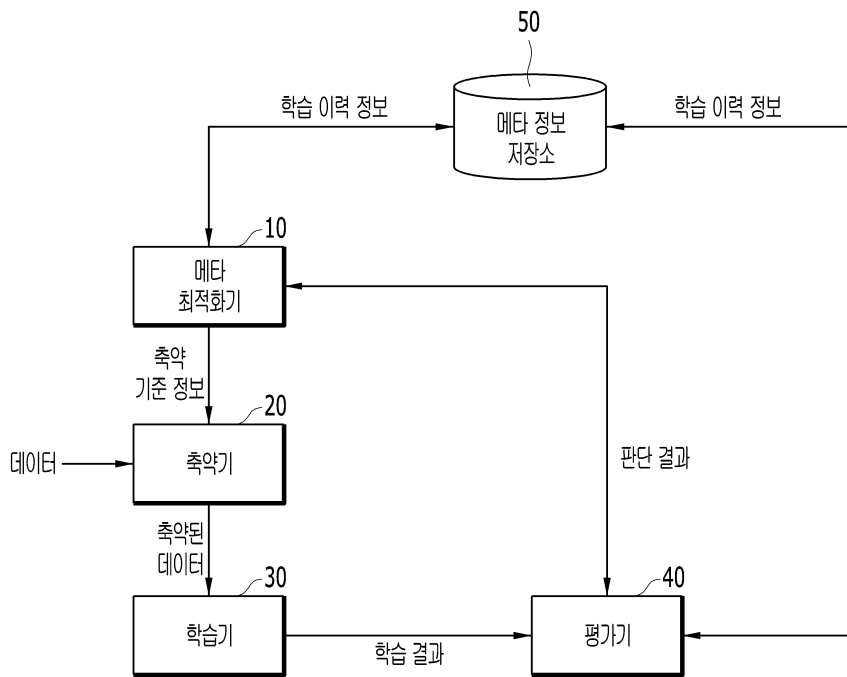 50
학습 이력 정보
메타 정보
저장소
학습 이력 정보
10
메타
최적화기
축약
기준 정보
20
데이터
축약기
판단 결과
축약된
데이터
30
학습기
학습 결과
40
평가기